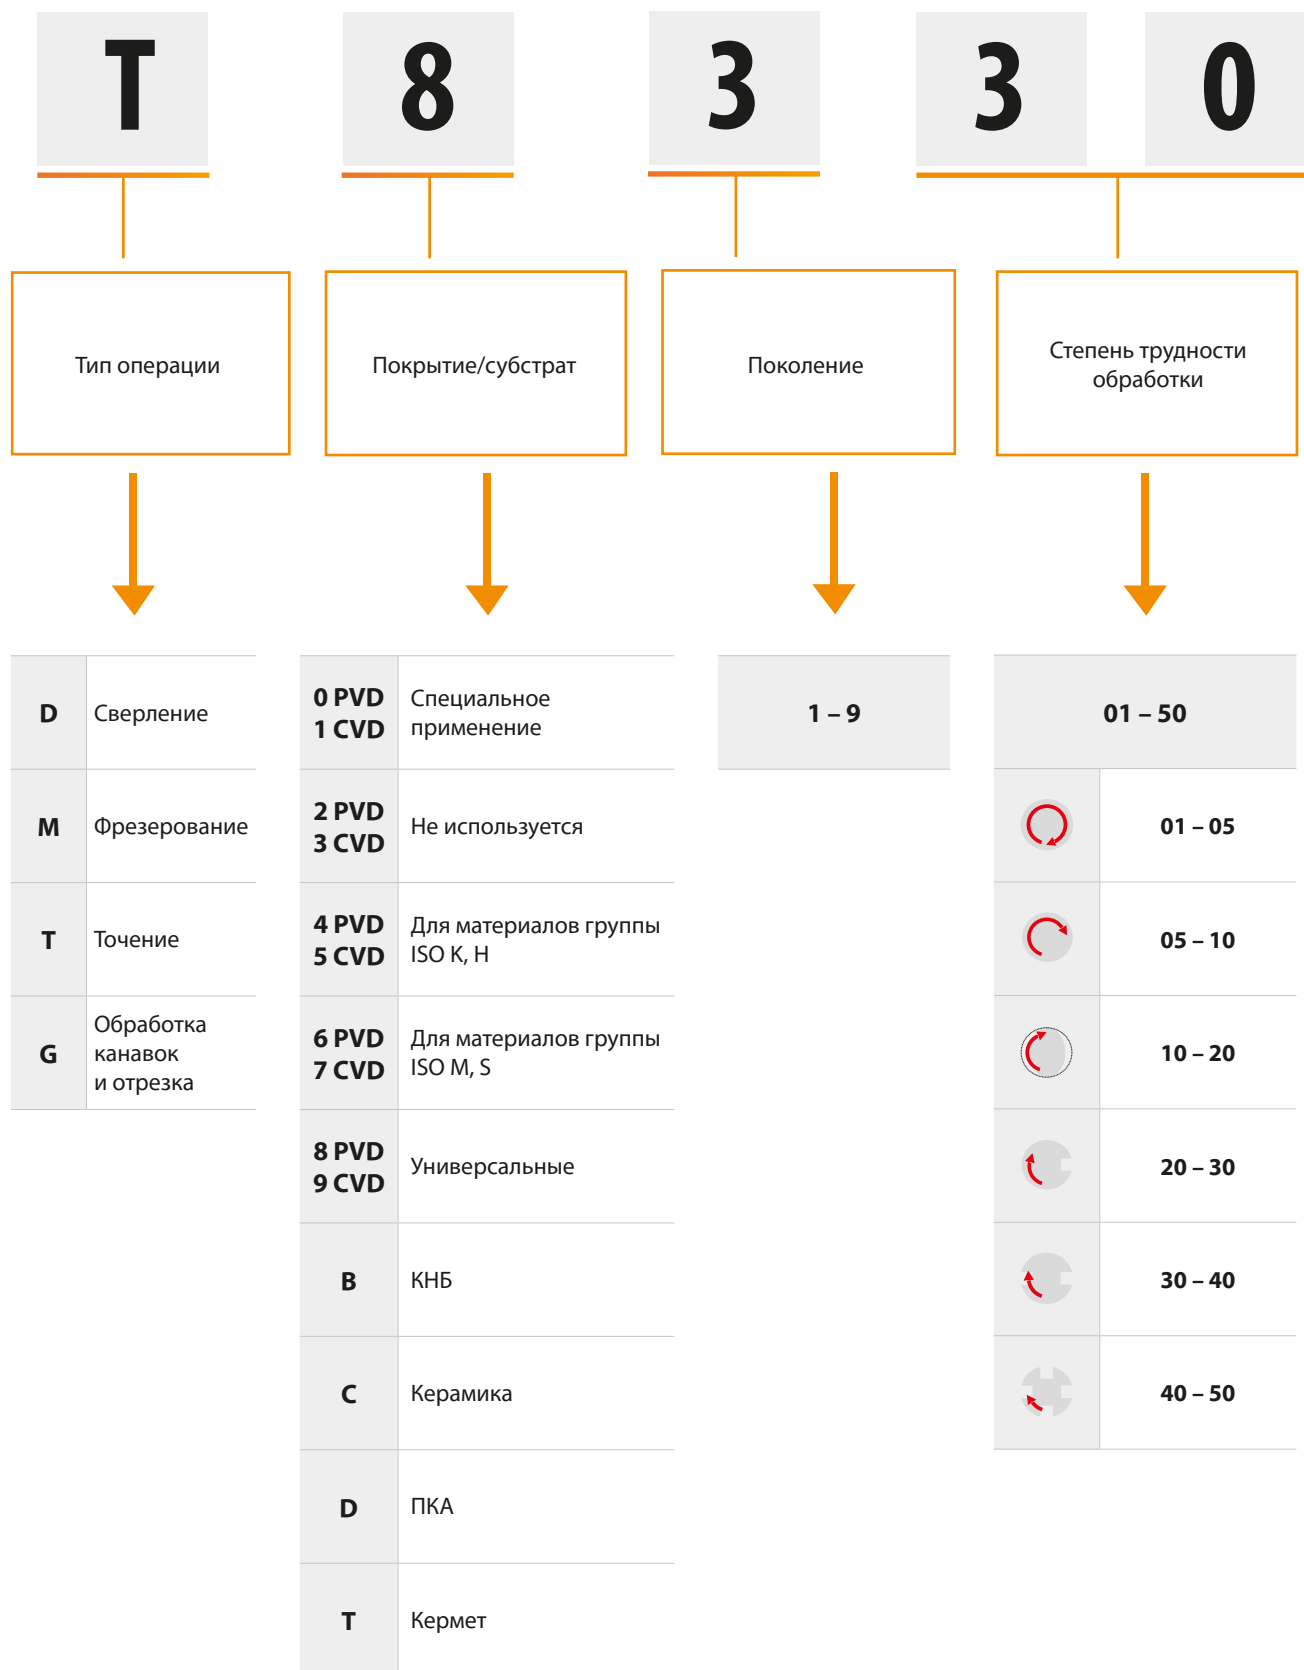 T 8 3 3 0
Тип операции
Покрытие/субстрат
Поколение
Степень трудности
обработки
D Сверление
M Фрезерование
T Точение
G Обработка
канавок
и отрезка
0 PVD
1 CVD
Специальное
применение
2 PVD
3 CVD
Не используется
4 PVD
5 CVD
Для материалов группы
ISO K, H
6 PVD
7 CVD
Для материалов группы
ISO M, S
8 PVD
9 CVD
Универсальные
B КНБ
C Керамика
D ПКА
T Кермет
1 – 9
01 – 50
01 – 05
05 – 10
10 – 20
20 – 30
30 – 40
40 – 50